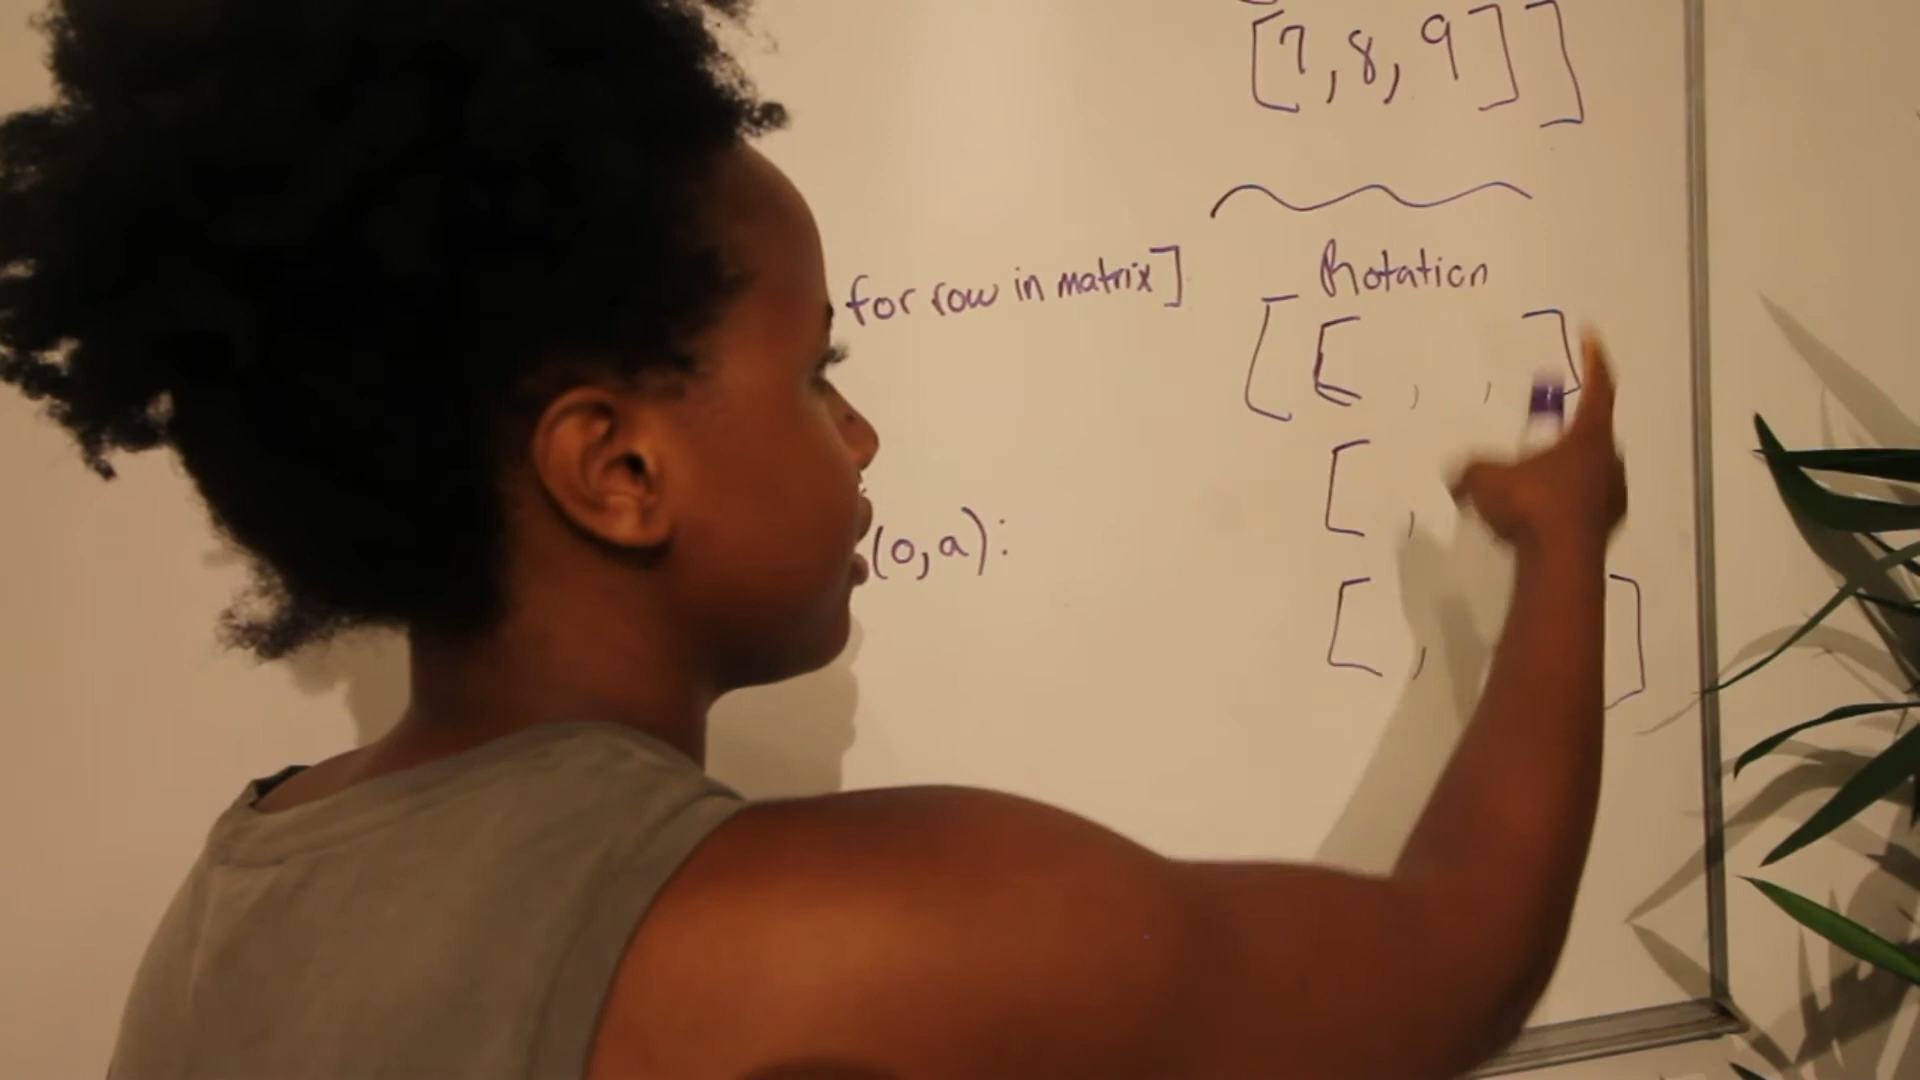 [7, 8, 9]]
Rotation
for row in matrix]
[[ , , ]
[ ,
(0,a):
[ , ]